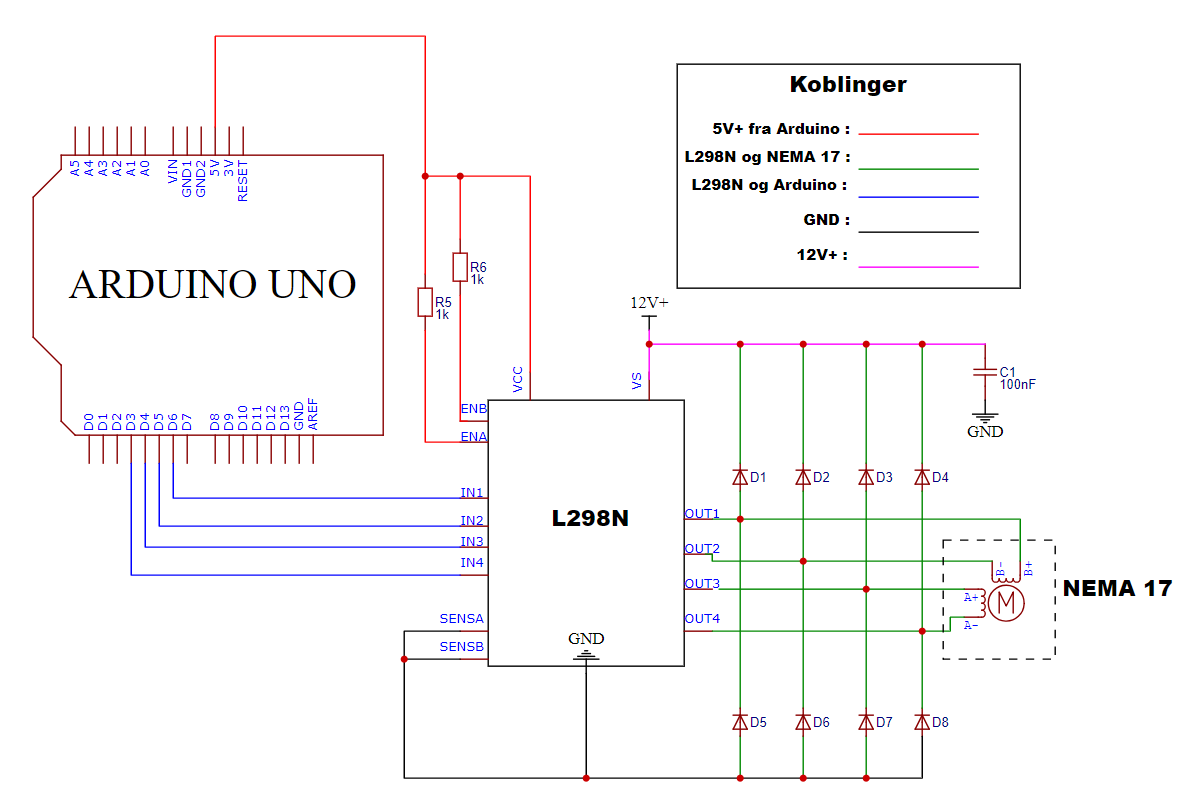 Koblinger
5V+ fra Arduino :
L298N og NEMA 17 :
L298N og Arduino :
GND :
12V+ :
A5 A4 A3 A2 A1 A0 VIN GND1 GND2 5V 3V RESET
ARDUINO UNO
R6
1k
R5
1k
12V+
C1
100nF
GND
VCC VS
D0 D1 D2 D3 D4 D5 D6 D7 D8 D9 D10 D11 D12 D13 GND AREF
ENB
ENA
D1 D2 D3 D4
IN1
IN2
IN3
IN4
L298N
OUT1
OUT2
OUT3
OUT4
B- B+
A+
A-
M
NEMA 17
SENSA
SENSB
GND
D5 D6 D7 D8